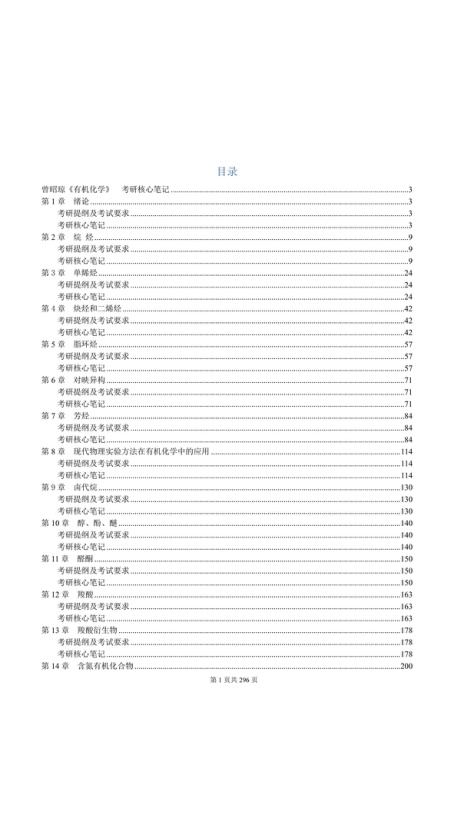 目录
曾昭琼《有机化学》 考研核心笔记.....3
第 1 章 绪论.....3
考研提纲及考试要求.....3
考研核心笔记.....3
第 2 章 烷 烃.....9
考研提纲及考试要求.....9
考研核心笔记.....9
第 3 章 单烯烃.....24
考研提纲及考试要求.....24
考研核心笔记.....24
第 4 章 炔烃和二烯烃.....42
考研提纲及考试要求.....42
考研核心笔记.....42
第 5 章 脂环烃.....57
考研提纲及考试要求.....57
考研核心笔记.....57
第 6 章 对映异构.....71
考研提纲及考试要求.....71
考研核心笔记.....71
第 7 章 芳烃.....84
考研提纲及考试要求.....84
考研核心笔记.....84
第 8 章 现代物理实验方法在有机化学中的应用.....114
考研提纲及考试要求.....114
考研核心笔记.....114
第 9 章 卤代烷.....130
考研提纲及考试要求.....130
考研核心笔记.....130
第 10 章 醇、酚、醚.....140
考研提纲及考试要求.....140
考研核心笔记.....140
第 11 章 醛酮.....150
考研提纲及考试要求.....150
考研核心笔记.....150
第 12 章 羧酸.....163
考研提纲及考试要求.....163
考研核心笔记.....163
第 13 章 羧酸衍生物.....178
考研提纲及考试要求.....178
考研核心笔记.....178
第 14 章 含氮有机化合物.....200
第 1 页共 296 页